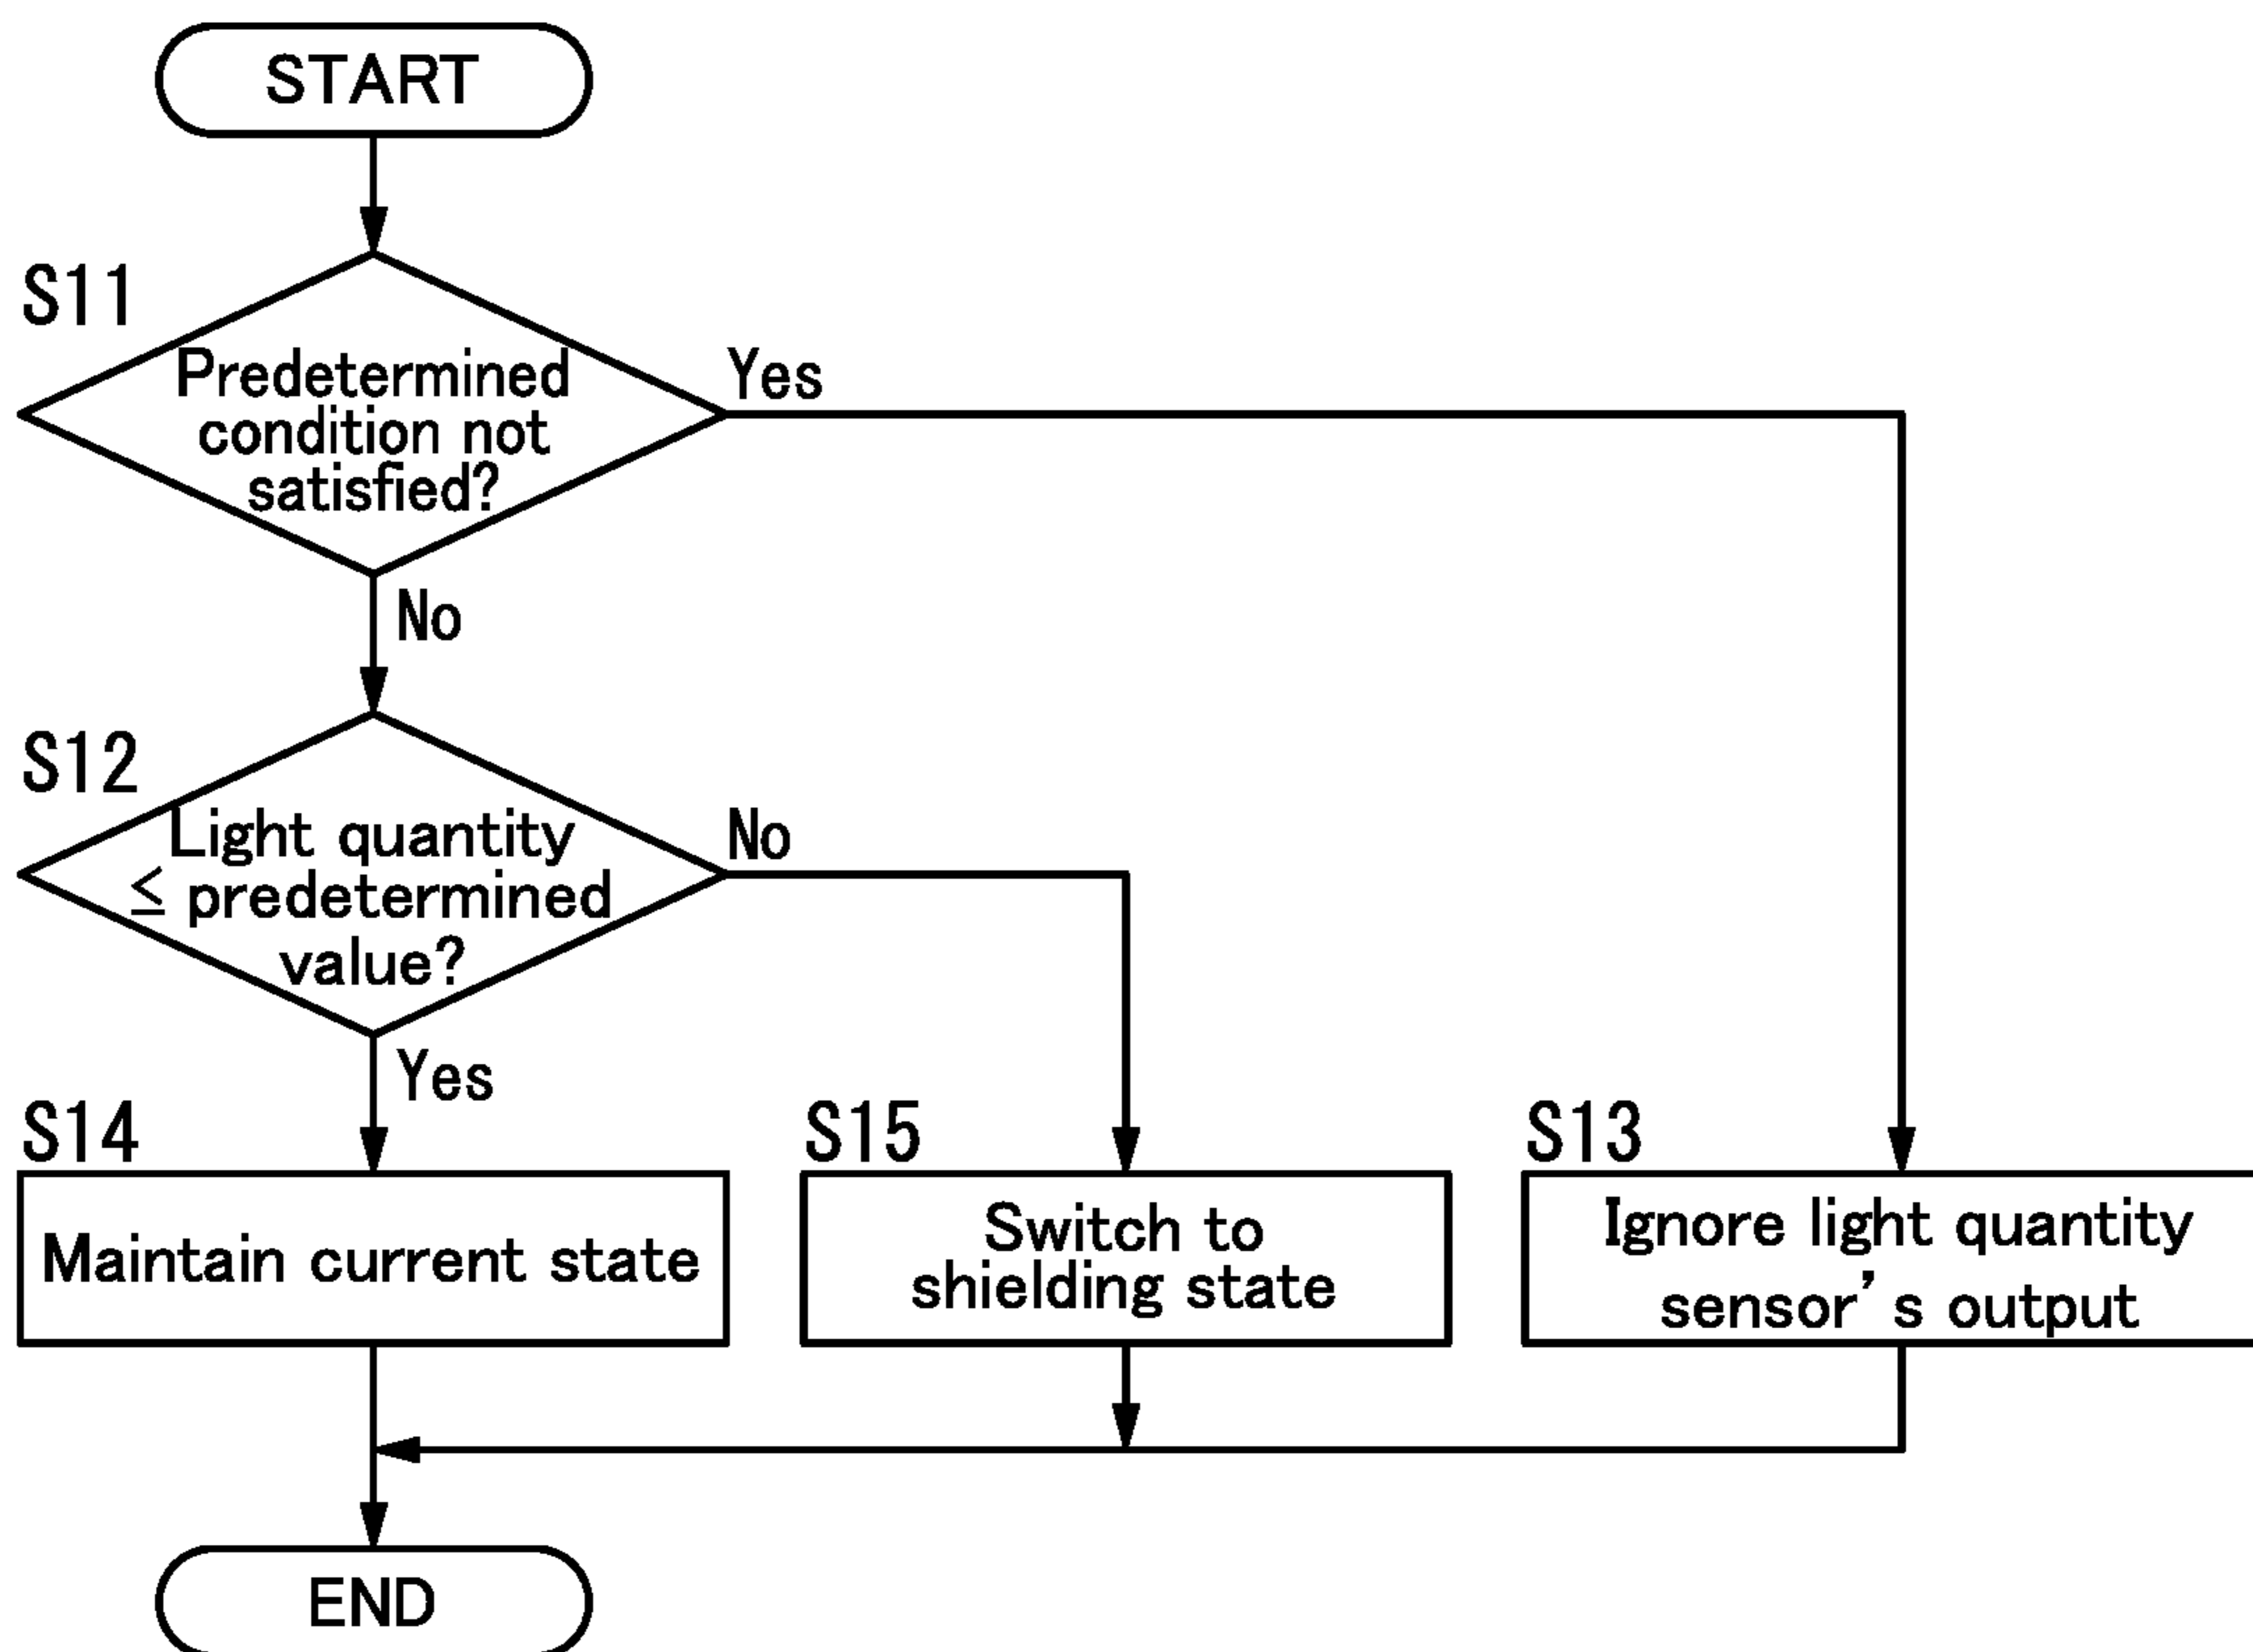 START
S11
Predetermined
condition not
satisfied?
Yes
No
S12
Light quantity
≤ predetermined
value?
No
Yes
S14
Maintain current state
S15
Switch to
shielding state
S13
Ignore light quantity
sensor's output
END